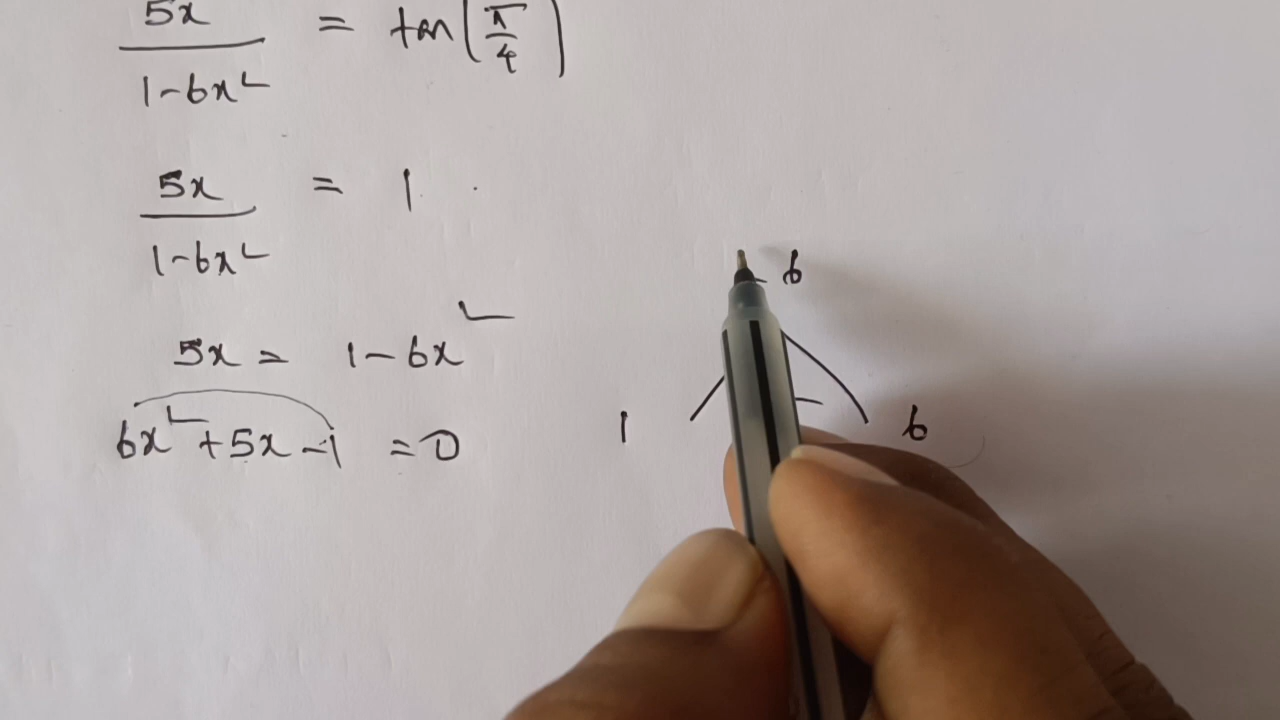 5x / 1-6x² = tan(π/4)
5x / 1-6x² = 1
5x = 1-6x²
6x²+5x-1 = 0
- 6
1 6